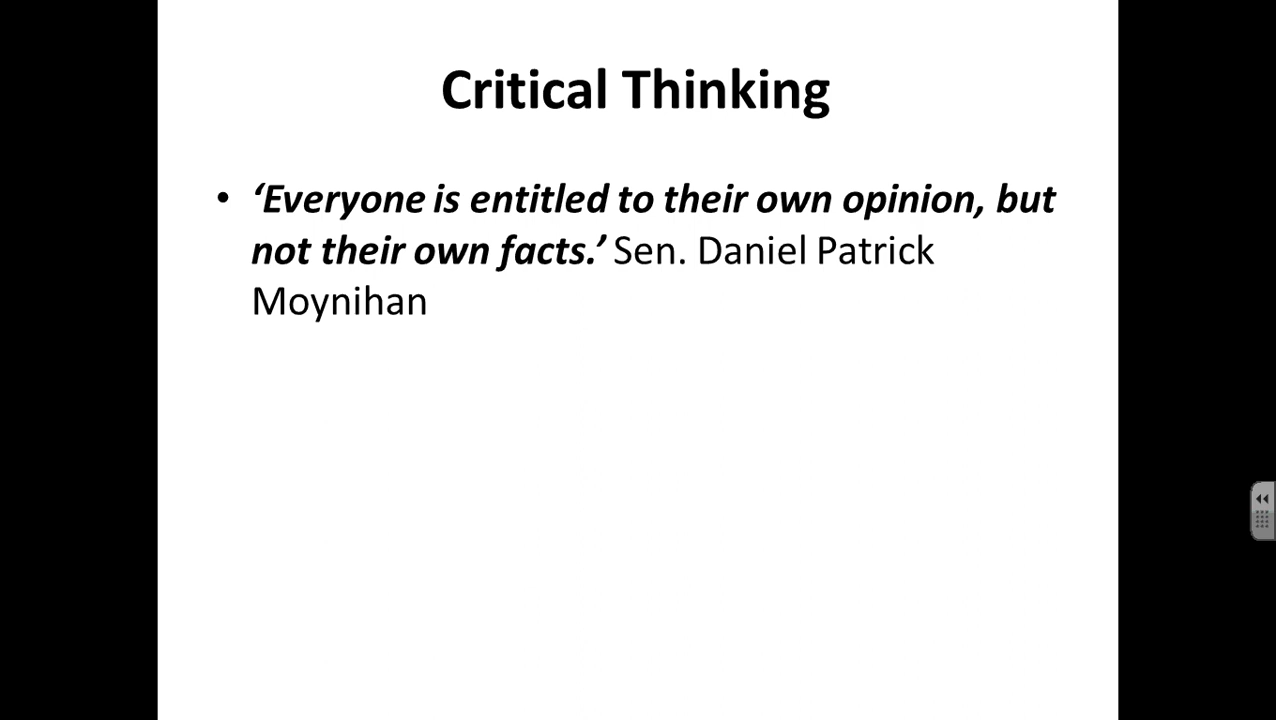 Critical Thinking
• ‘Everyone is entitled to their own opinion, but
not their own facts.’ Sen. Daniel Patrick
Moynihan